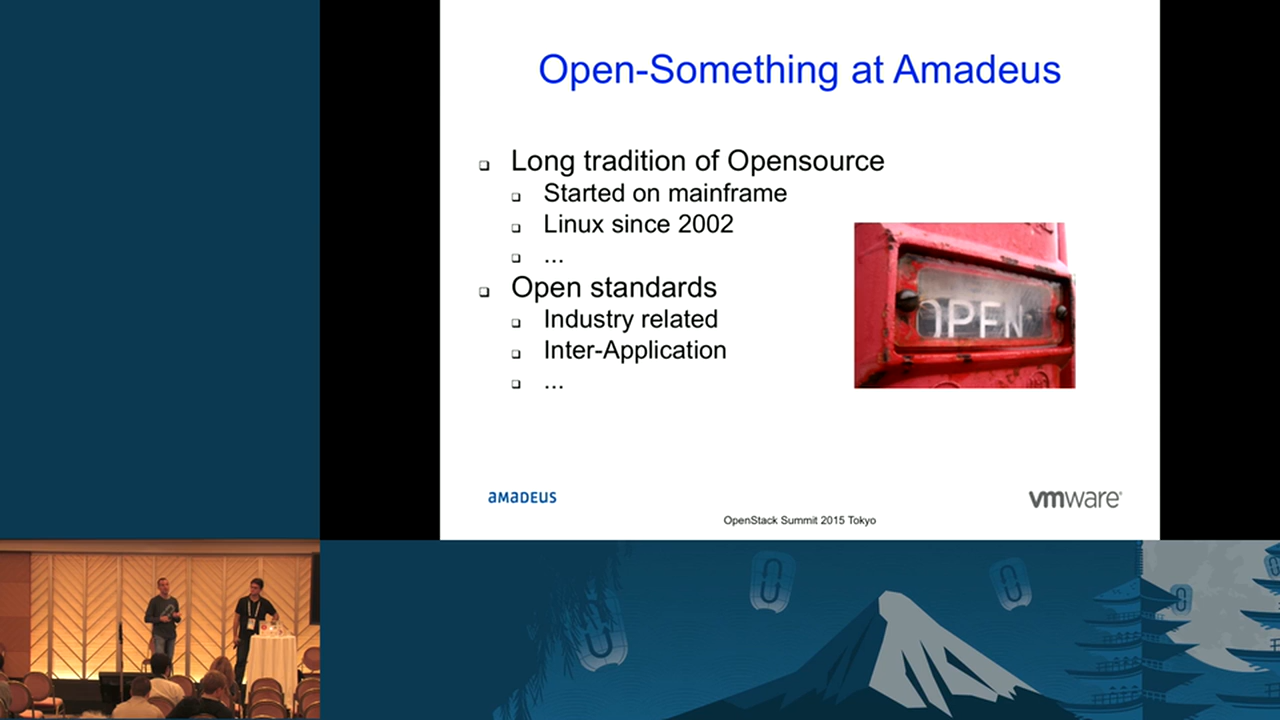 Open-Something at Amadeus
Long tradition of Opensource
Started on mainframe
Linux since 2002
...
Open standards
Industry related
Inter-Application
...
OPEN
amadeus
vmware
OpenStack Summit 2015 Tokyo